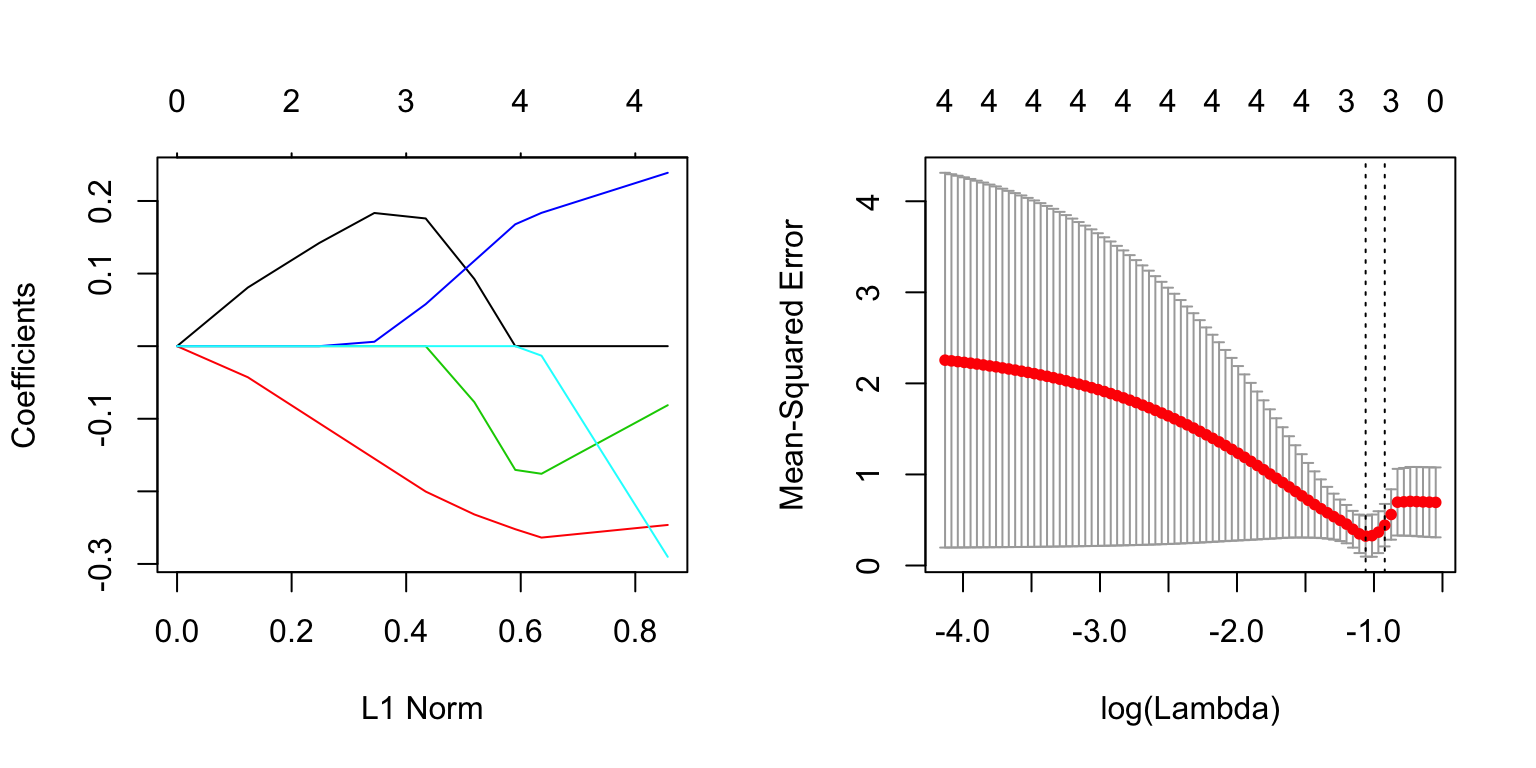 0 2 3 4 4
Coefficients
0.2
0.1
-0.1
-0.3
0.0 0.2 0.4 0.6 0.8
L1 Norm
4 4 4 4 4 4 4 4 4 3 3 0
Mean-Squared Error
4
3
2
1
0
-4.0 -3.0 -2.0 -1.0
log(Lambda)